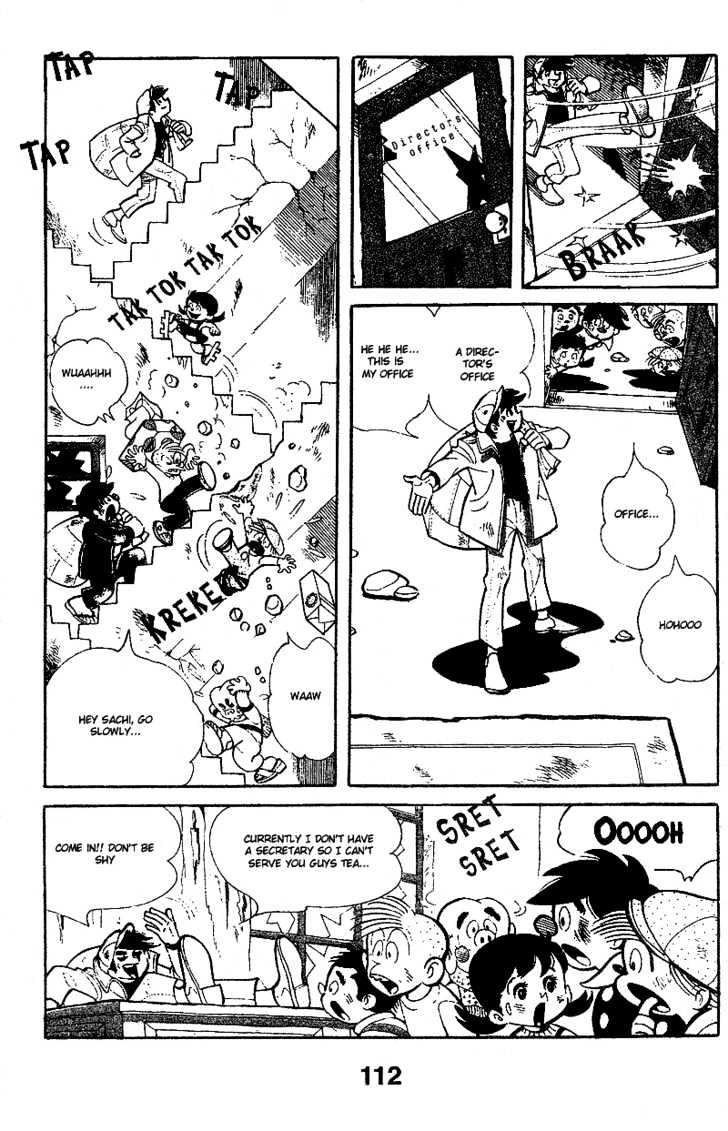 TAP
TAP
TAP
TAK TOK TAK TOK
WUAAHHH
....
KREKE
HEY SACHI, GO
SLOWLY...
WAAW
Directors
office
BRAAK
HE HE HE...
THIS IS
MY OFFICE
A DIREC-
TOR'S
OFFICE
OFFICE...
HOHOOO
COME IN!! DON'T BE
SHY
CURRENTLY I DON'T HAVE
A SECRETARY SO I CAN'T
SERVE YOU GUYS TEA...
SRET
SRET
OOOOH
112